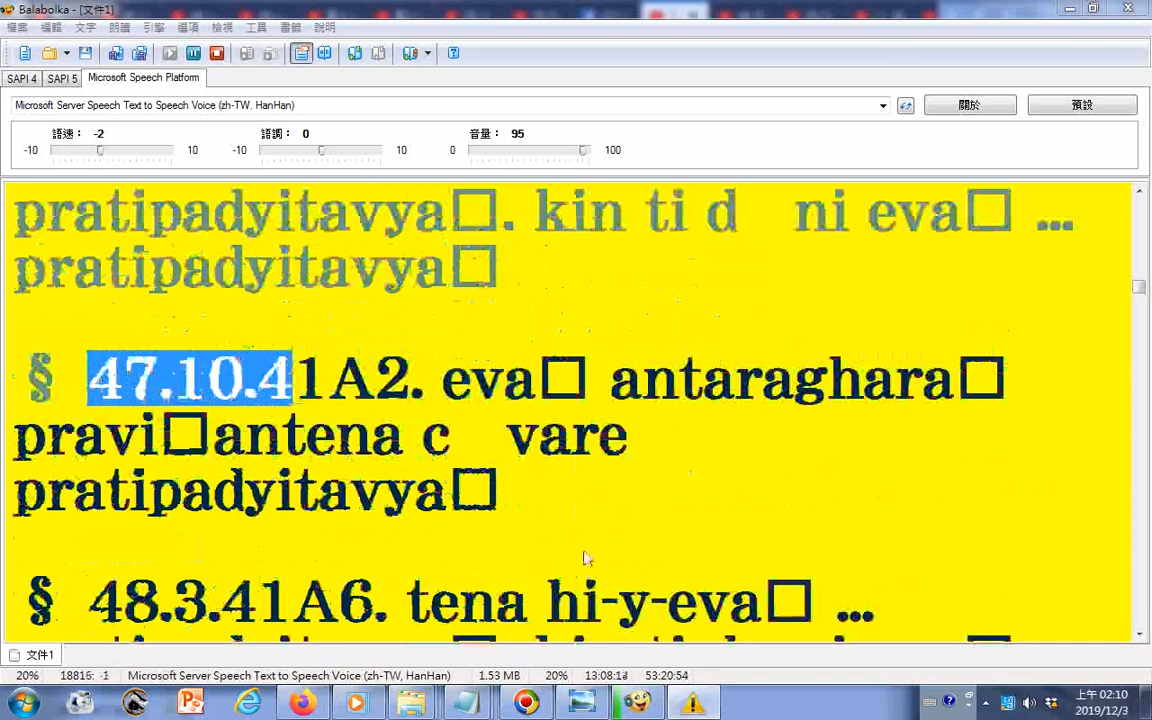 Balabolka - [文件1]
檔案 編輯 文字 朗讀 引擎 選項 檢視 工具 書籤 說明
SAPI 4 SAPI 5 Microsoft Speech Platform
Microsoft Server Speech Text to Speech Voice (zh-TW, HanHan) 關於 預設
語速： -2 語調： 0 音量： 95
-10 10 -10 10 0 100
pratipadyitavya□. kin ti d ni eva□ ...
pratipadyitavya□
§ 47.10.41A2. eva□ antaraghara□
pravi□antena c vare
pratipadyitavya□
§ 48.3.41A6. tena hi-y-eva□ ...
文件1
20% 18816: -1 Microsoft Server Speech Text to Speech Voice (zh-TW, HanHan) 1.53 MB 20% 53:20:54
上午 02:10
2019/12/3